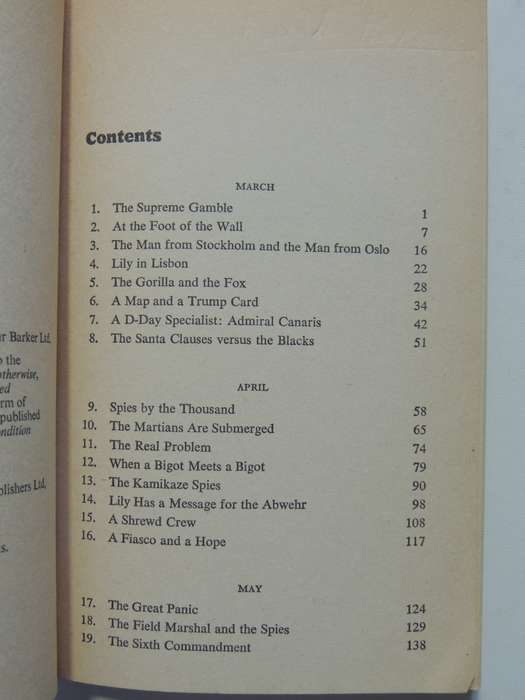 Contents
MARCH
1. The Supreme Gamble 1
2. At the Foot of the Wall 7
3. The Man from Stockholm and the Man from Oslo 16
4. Lily in Lisbon 22
5. The Gorilla and the Fox 28
6. A Map and a Trump Card 34
7. A D-Day Specialist: Admiral Canaris 42
8. The Santa Clauses versus the Blacks 51
APRIL
9. Spies by the Thousand 58
10. The Martians Are Submerged 65
11. The Real Problem 74
12. When a Bigot Meets a Bigot 79
13. The Kamikaze Spies 90
14. Lily Has a Message for the Abwehr 98
15. A Shrewd Crew 108
16. A Fiasco and a Hope 117
MAY
17. The Great Panic 124
18. The Field Marshal and the Spies 129
19. The Sixth Commandment 138
Barker Ltd,
the
otherwise,
form of
published
condition
Ltd,